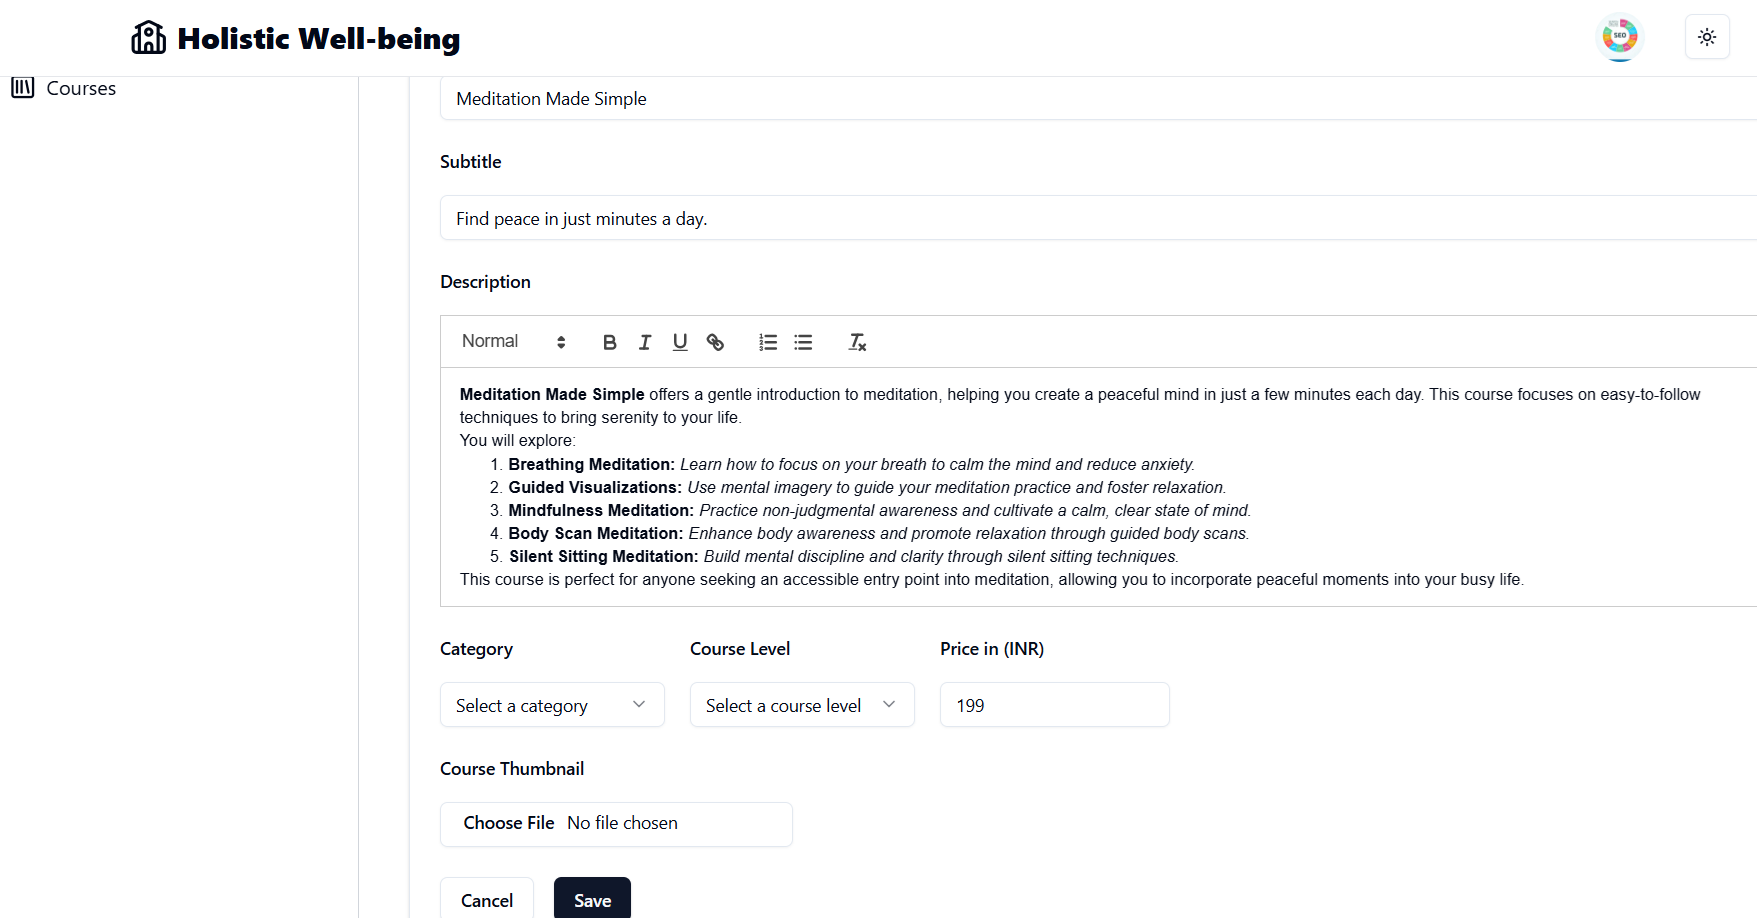 Holistic Well-being
SEO
Courses
Meditation Made Simple
Subtitle
Find peace in just minutes a day.
Description
Normal
Meditation Made Simple offers a gentle introduction to meditation, helping you create a peaceful mind in just a few minutes each day. This course focuses on easy-to-follow
techniques to bring serenity to your life.
You will explore:
1. Breathing Meditation: Learn how to focus on your breath to calm the mind and reduce anxiety.
2. Guided Visualizations: Use mental imagery to guide your meditation practice and foster relaxation.
3. Mindfulness Meditation: Practice non-judgmental awareness and cultivate a calm, clear state of mind.
4. Body Scan Meditation: Enhance body awareness and promote relaxation through guided body scans.
5. Silent Sitting Meditation: Build mental discipline and clarity through silent sitting techniques.
This course is perfect for anyone seeking an accessible entry point into meditation, allowing you to incorporate peaceful moments into your busy life.
Category Course Level Price in (INR)
Select a category Select a course level 199
Course Thumbnail
Choose File No file chosen
Cancel Save